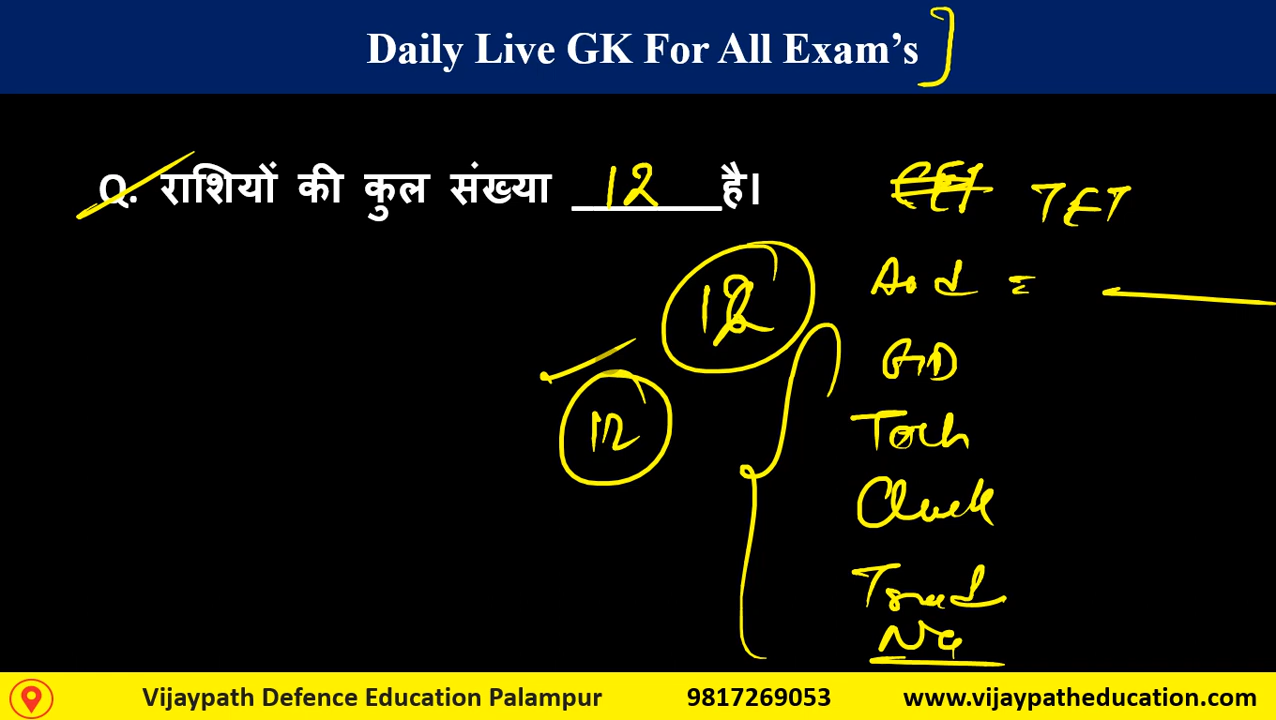 Daily Live GK For All Exam's
Q. राशियों की कुल संख्या 12 है।
TET
GD
12
12
Tech
Clerk
Vijaypath Defence Education Palampur 9817269053 www.vijaypatheducation.com